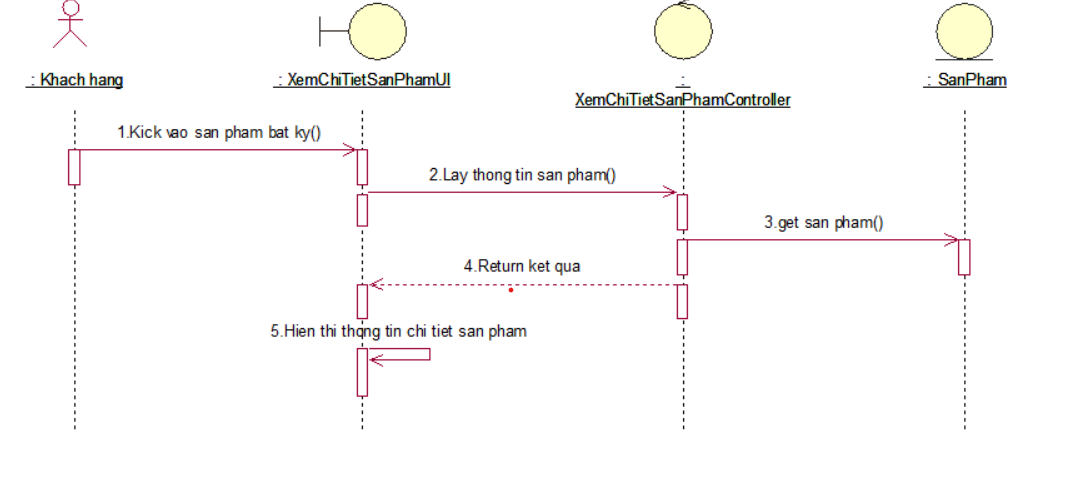 : Khach hang
: XemChiTietSanPhamUI
:
XemChiTietSanPhamController
: SanPham
1.Kick vao san pham bat ky()
2.Lay thong tin san pham()
3.get san pham()
4.Return ket qua
5.Hien thi thong tin chi tiet san pham